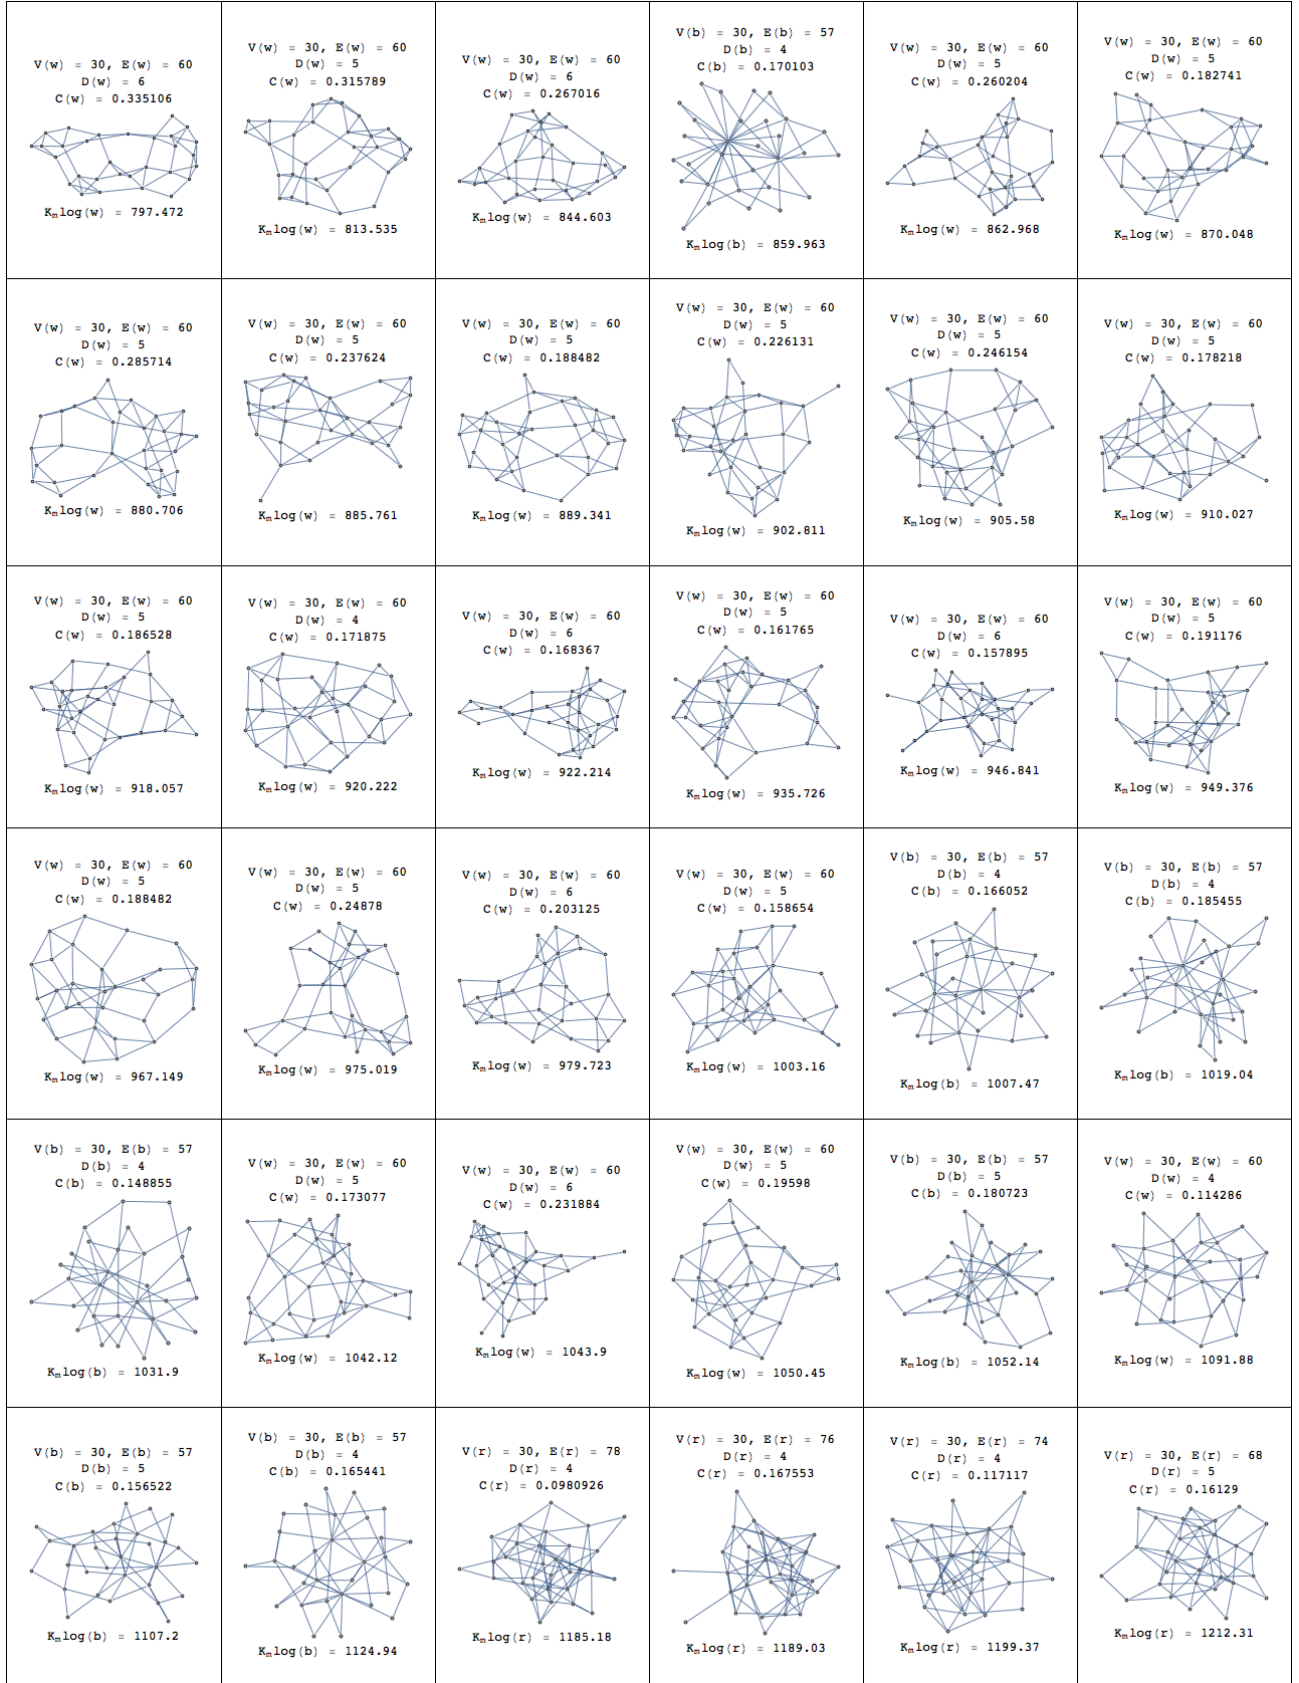 V(w) = 30, E(w) = 60
D(w) = 6
C(w) = 0.335106
Kmlog(w) = 797.472
V(w) = 30, E(w) = 60
D(w) = 5
C(w) = 0.315789
Kmlog(w) = 813.535
V(w) = 30, E(w) = 60
D(w) = 6
C(w) = 0.267016
Kmlog(w) = 844.603
V(b) = 30, E(b) = 57
D(b) = 4
C(b) = 0.170103
Kmlog(b) = 859.963
V(w) = 30, E(w) = 60
D(w) = 5
C(w) = 0.260204
Kmlog(w) = 862.968
V(w) = 30, E(w) = 60
D(w) = 5
C(w) = 0.182741
Kmlog(w) = 870.048
V(w) = 30, E(w) = 60
D(w) = 5
C(w) = 0.285714
Kmlog(w) = 880.706
V(w) = 30, E(w) = 60
D(w) = 5
C(w) = 0.237624
Kmlog(w) = 885.761
V(w) = 30, E(w) = 60
D(w) = 5
C(w) = 0.188482
Kmlog(w) = 889.341
V(w) = 30, E(w) = 60
D(w) = 5
C(w) = 0.226131
Kmlog(w) = 902.811
V(w) = 30, E(w) = 60
D(w) = 5
C(w) = 0.246154
Kmlog(w) = 905.58
V(w) = 30, E(w) = 60
D(w) = 5
C(w) = 0.178218
Kmlog(w) = 910.027
V(w) = 30, E(w) = 60
D(w) = 5
C(w) = 0.186528
Kmlog(w) = 918.057
V(w) = 30, E(w) = 60
D(w) = 4
C(w) = 0.171875
Kmlog(w) = 920.222
V(w) = 30, E(w) = 60
D(w) = 6
C(w) = 0.168367
Kmlog(w) = 922.214
V(w) = 30, E(w) = 60
D(w) = 5
C(w) = 0.161765
Kmlog(w) = 935.726
V(w) = 30, E(w) = 60
D(w) = 6
C(w) = 0.157895
Kmlog(w) = 946.841
V(w) = 30, E(w) = 60
D(w) = 5
C(w) = 0.191176
Kmlog(w) = 949.376
V(w) = 30, E(w) = 60
D(w) = 5
C(w) = 0.188482
Kmlog(w) = 967.149
V(w) = 30, E(w) = 60
D(w) = 5
C(w) = 0.24878
Kmlog(w) = 975.019
V(w) = 30, E(w) = 60
D(w) = 6
C(w) = 0.203125
Kmlog(w) = 979.723
V(w) = 30, E(w) = 60
D(w) = 5
C(w) = 0.158654
Kmlog(w) = 1003.16
V(b) = 30, E(b) = 57
D(b) = 4
C(b) = 0.166052
Kmlog(b) = 1007.47
V(b) = 30, E(b) = 57
D(b) = 4
C(b) = 0.185455
Kmlog(b) = 1019.04
V(b) = 30, E(b) = 57
D(b) = 4
C(b) = 0.148855
Kmlog(b) = 1031.9
V(w) = 30, E(w) = 60
D(w) = 5
C(w) = 0.173077
Kmlog(w) = 1042.12
V(w) = 30, E(w) = 60
D(w) = 6
C(w) = 0.231884
Kmlog(w) = 1043.9
V(w) = 30, E(w) = 60
D(w) = 5
C(w) = 0.19598
Kmlog(w) = 1050.45
V(b) = 30, E(b) = 57
D(b) = 5
C(b) = 0.180723
Kmlog(b) = 1052.14
V(w) = 30, E(w) = 60
D(w) = 4
C(w) = 0.114286
Kmlog(w) = 1091.88
V(b) = 30, E(b) = 57
D(b) = 5
C(b) = 0.156522
Kmlog(b) = 1107.2
V(b) = 30, E(b) = 57
D(b) = 4
C(b) = 0.165441
Kmlog(b) = 1124.94
V(r) = 30, E(r) = 78
D(r) = 4
C(r) = 0.0980926
Kmlog(r) = 1185.18
V(r) = 30, E(r) = 76
D(r) = 4
C(r) = 0.167553
Kmlog(r) = 1189.03
V(r) = 30, E(r) = 74
D(r) = 4
C(r) = 0.117117
Kmlog(r) = 1199.37
V(r) = 30, E(r) = 68
D(r) = 5
C(r) = 0.16129
Kmlog(r) = 1212.31